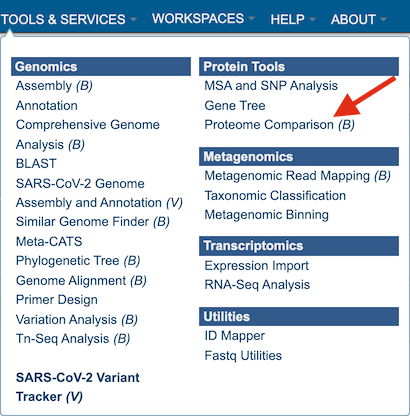 TOOLS & SERVICES WORKSPACES HELP ABOUT
Genomics
Assembly (B)
Annotation
Comprehensive Genome
Analysis (B)
BLAST
SARS-CoV-2 Genome
Assembly and Annotation (V)
Similar Genome Finder (B)
Meta-CATS
Phylogenetic Tree (B)
Genome Alignment (B)
Primer Design
Variation Analysis (B)
Tn-Seq Analysis (B)
SARS-CoV-2 Variant
Tracker (V)
Protein Tools
MSA and SNP Analysis
Gene Tree
Proteome Comparison (B)
Metagenomics
Metagenomic Read Mapping (B)
Taxonomic Classification
Metagenomic Binning
Transcriptomics
Expression Import
RNA-Seq Analysis
Utilities
ID Mapper
Fastq Utilities